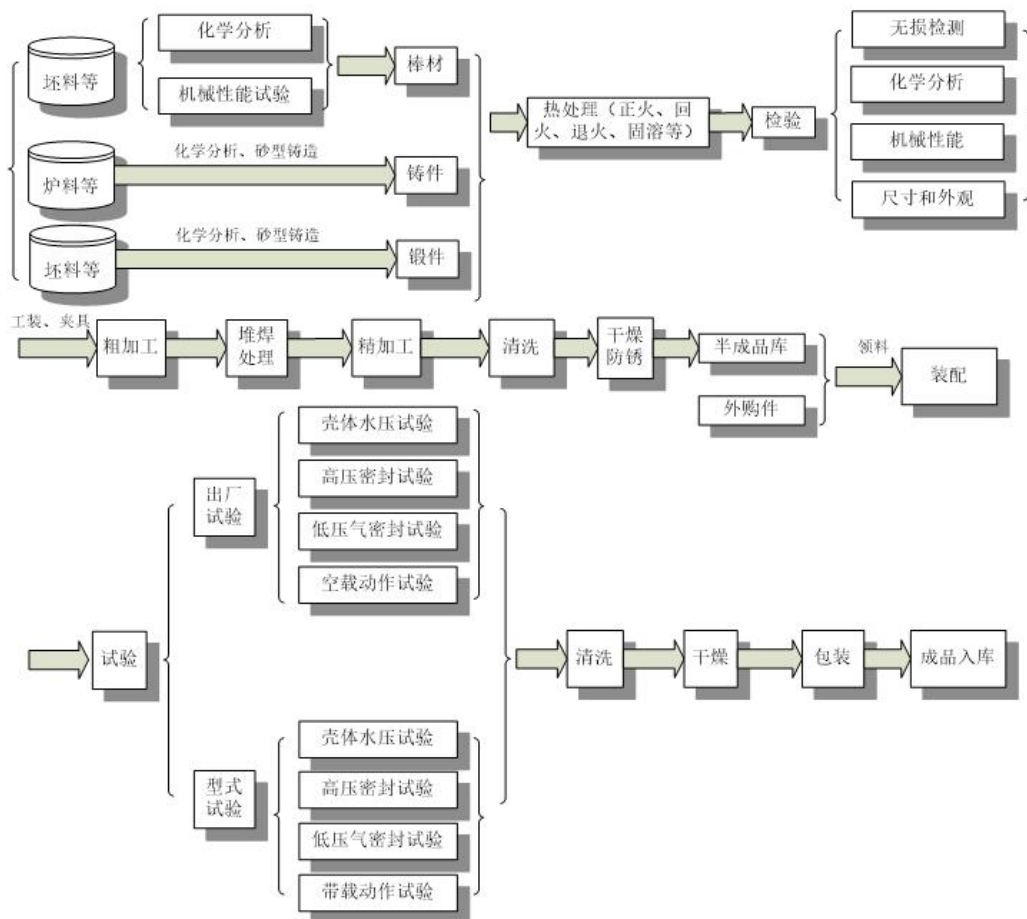 坯料等
化学分析
机械性能试验
棒材
炉料等
化学分析、砂型铸造
铸件
坯料等
化学分析、砂型铸造
锻件
热处理（正火、回
火、退火、固溶等）
检验
无损检测
化学分析
机械性能
尺寸和外观
工装、夹具
粗加工
堆焊
处理
精加工
清洗
干燥
防锈
半成品库
外购件
领料
装配
试验
出厂
试验
壳体水压试验
高压密封试验
低压气密封试验
空载动作试验
型式
试验
壳体水压试验
高压密封试验
低压气密封试验
带载动作试验
清洗
干燥
包装
成品入库